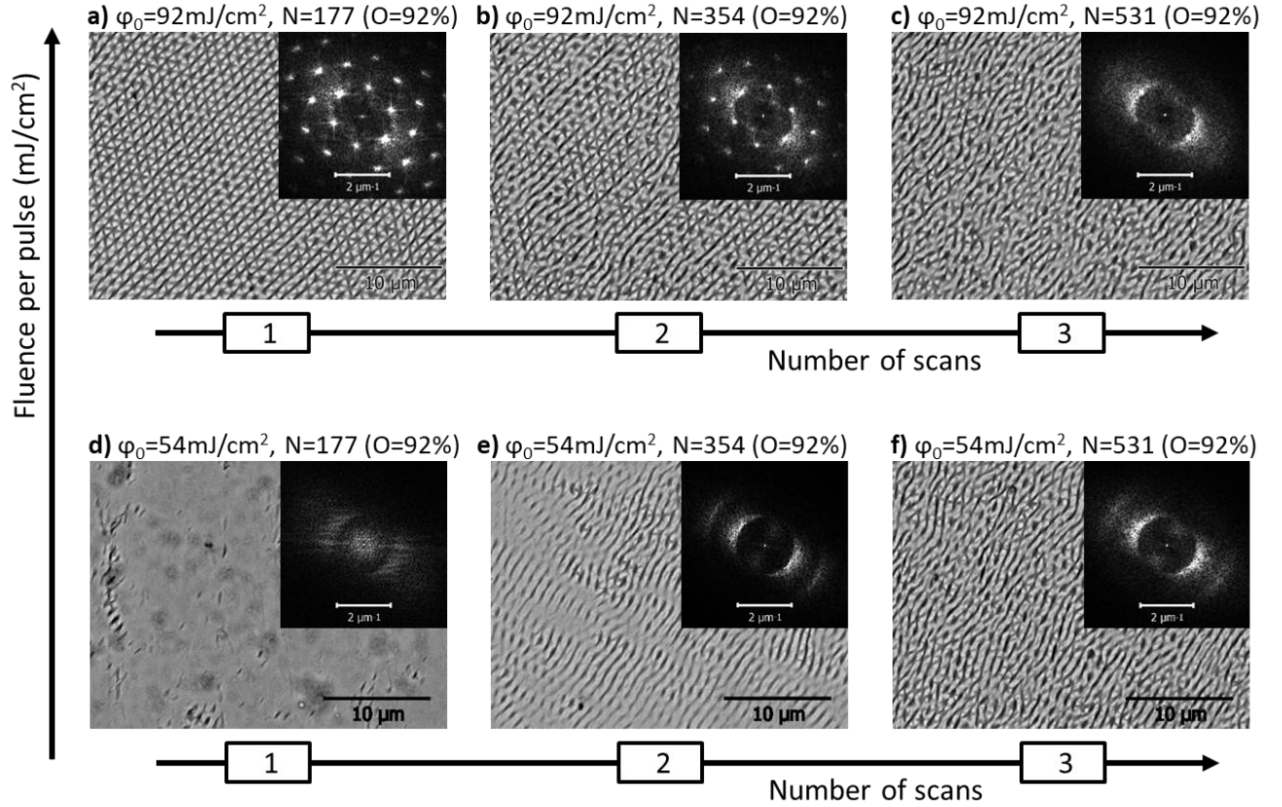 Fluence per pulse (mJ/cm²)
a) φ₀=92mJ/cm², N=177 (O=92%)
2 µm-1
10 µm
b) φ₀=92mJ/cm², N=354 (O=92%)
2 µm-1
10 µm
c) φ₀=92mJ/cm², N=531 (O=92%)
2 µm-1
10 µm
1
2
3
Number of scans
d) φ₀=54mJ/cm², N=177 (O=92%)
2 µm-1
10 µm
e) φ₀=54mJ/cm², N=354 (O=92%)
2 µm-1
10 µm
f) φ₀=54mJ/cm², N=531 (O=92%)
2 µm-1
10 µm
1
2
3
Number of scans